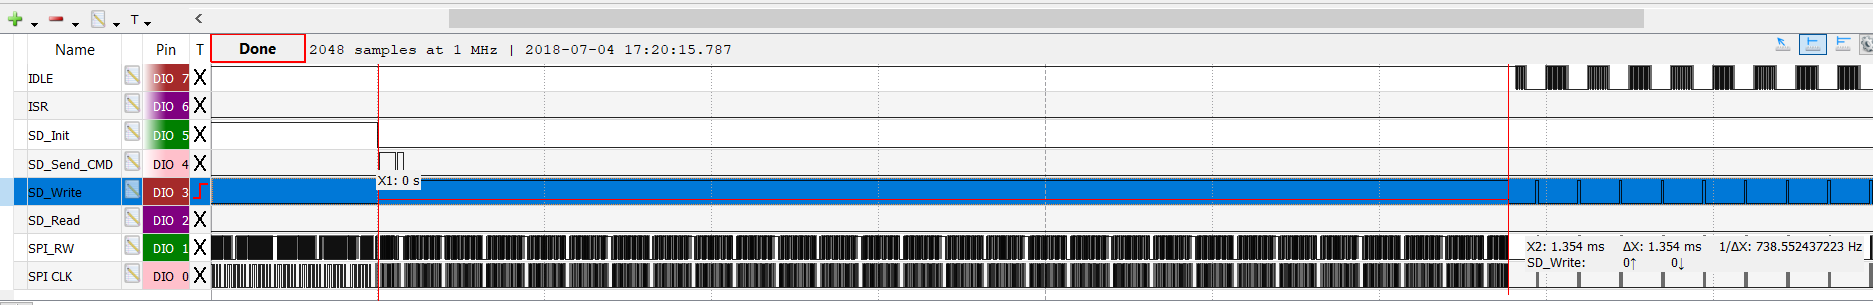 T
<
Name Pin T Done 2048 samples at 1 MHz | 2018-07-04 17:20:15.787
IDLE DIO 7 X
ISR DIO 6 X
SD_Init DIO 5 X
SD_Send_CMD DIO 4 X
X1: 0 s
SD_Write DIO 3
SD_Read DIO 2 X
SPI_RW DIO 1 X
X2: 1.354 ms ΔX: 1.354 ms 1/ΔX: 738.552437223 Hz
SD_Write: 0↑ 0↓
SPI CLK DIO 0 X